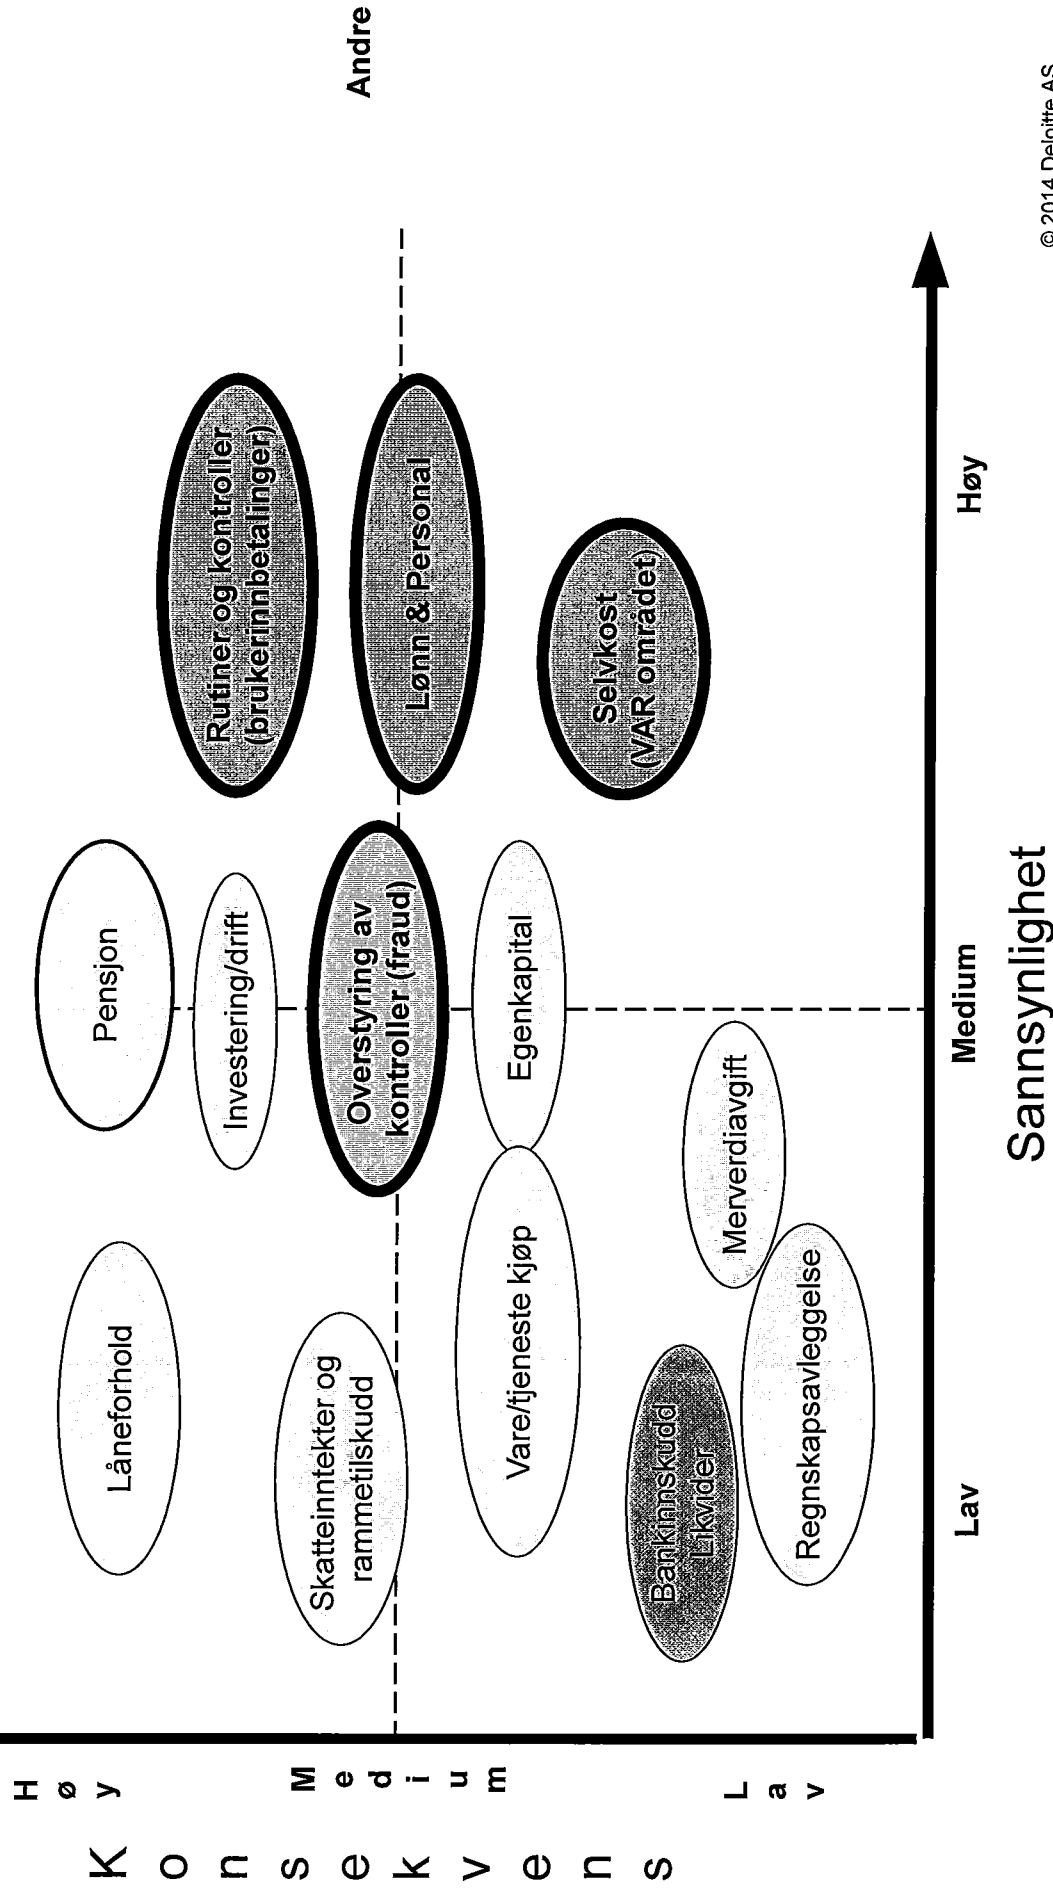 Andre
Høy
Medium
Lav
Konsekvens
Låneforhold
Pensjon
Investering/drift
Rutiner og kontroller
(brukerinnbetalinger)
Skatteinntekter og
rammetilskudd
Overstyring av
kontroller (fraud)
Lønn & Personal
Vare/tjeneste kjøp
Egenkapital
Selvkost
(VAR området)
Bankinnskudd
Likvider
Merverdiavgift
Regnskapsavleggelse
Lav
Medium
Høy
Sannsynlighet
© 2014 Deloitte AS